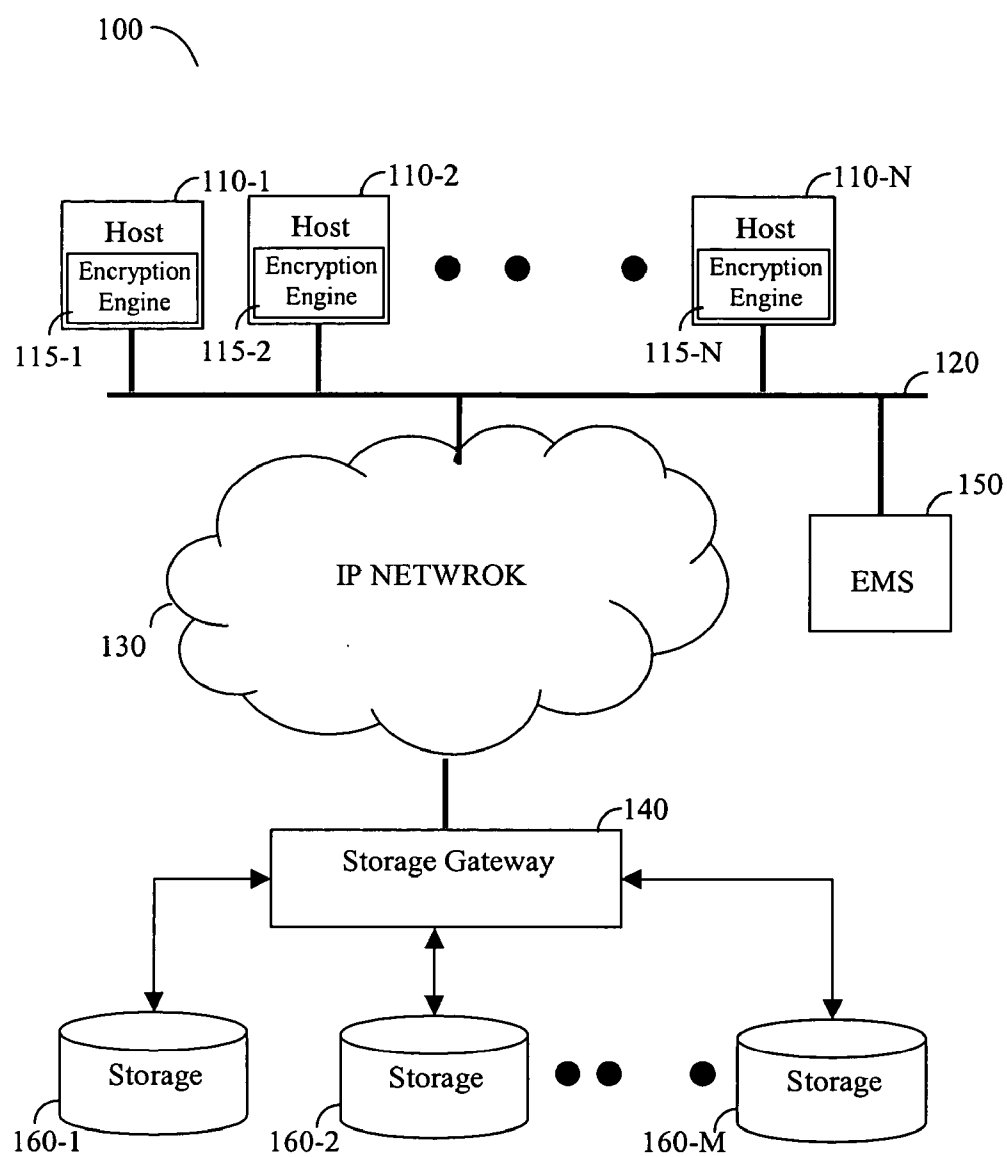 100
110-1
110-2
110-N
Host
Host
Host
Encryption
Engine
Encryption
Engine
Encryption
Engine
115-1
115-2
115-N
120
150
IP NETWROK
EMS
130
140
Storage Gateway
Storage
Storage
Storage
160-1
160-2
160-M